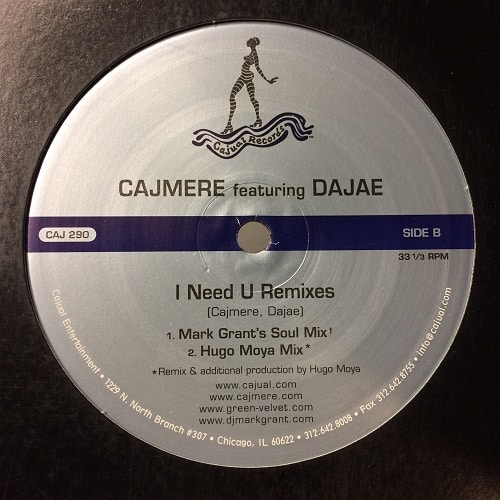 Cajual Records ™
CAJMERE featuring DAJAE
CAJ 290
SIDE B
33 1/3 RPM
I Need U Remixes
(Cajmere, Dajae)
1. Mark Grant's Soul Mix†
2. Hugo Moya Mix*
*Remix & additional production by Hugo Moya
www.cajual.com
www.cajmere.com
www.green-velvet.com
www.djmarkgrant.com
Cajual Entertainment • 1229 N. North Branch #307 • Chicago, IL 60622 • 312.642.8008 • Fax 312.642.8755 • info@cajual.com